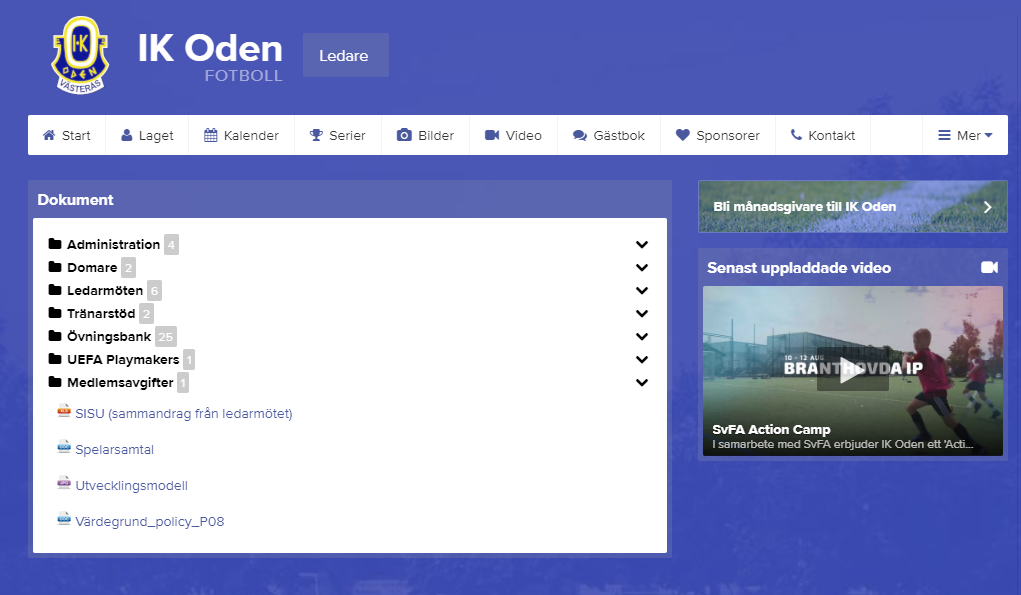 I•K
ODEN
VÄSTERÅS
IK Oden
FOTBOLL
Ledare
Start Laget Kalender Serier Bilder Video Gästbok Sponsorer Kontakt Mer
Dokument
Administration 4
Domare 2
Ledarmöten 6
Tränarstöd 2
Övningsbank 25
UEFA Playmakers 1
Medlemsavgifter 1
SISU (sammandrag från ledarmötet)
Spelarsamtal
Utvecklingsmodell
Värdegrund_policy_P08
Bli månadsgivare till IK Oden
Senast uppladdade video
10 - 12 AUG
BRANTHOVDA IP
SvFA Action Camp
I samarbete med SvFA erbjuder IK Oden ett 'Acti...